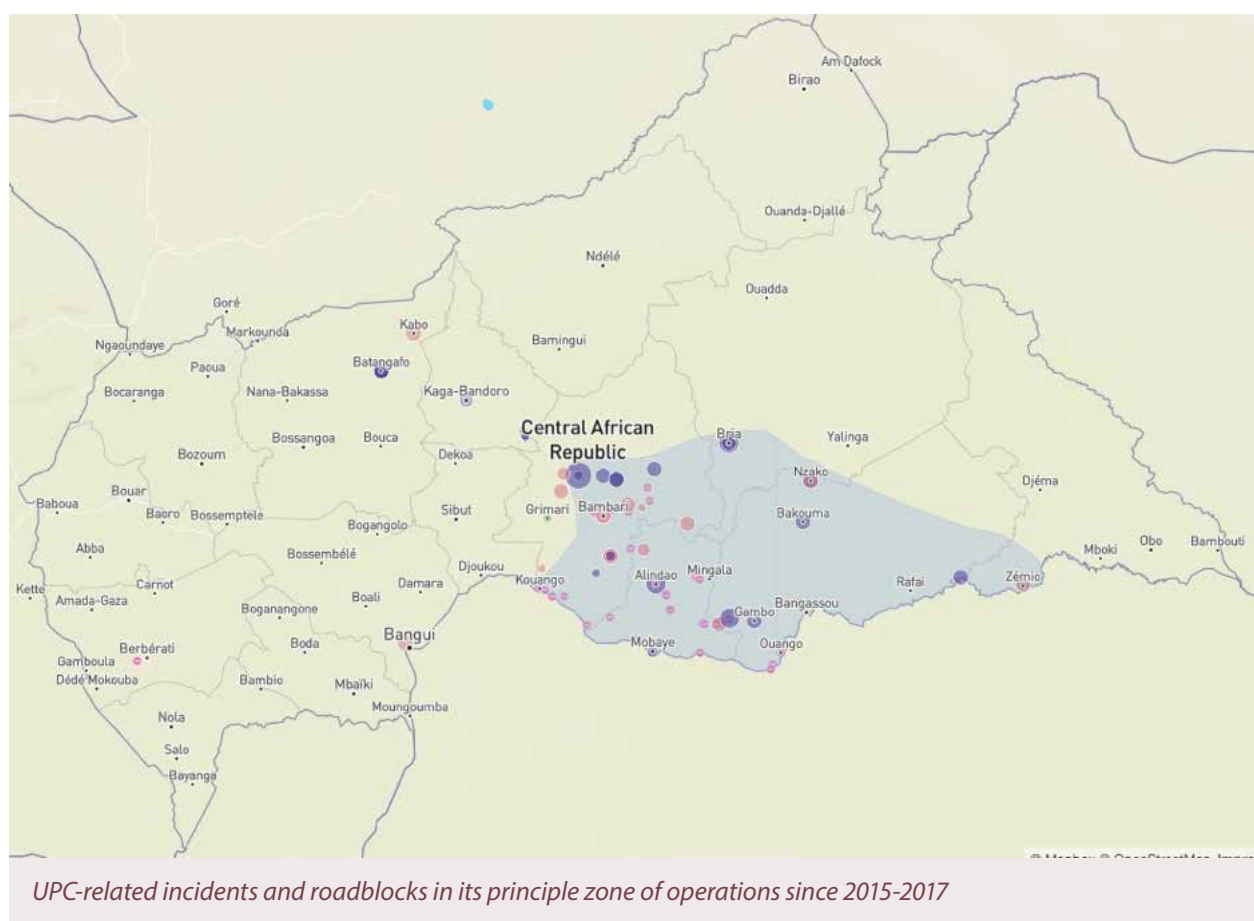 Am Dafock
Birao
Ouanda-Djallé
Ndélé
Ouadda
Goré
Kabo
Markounda
Ngaoundaye
Bamingui
Batangafo
Paoua
Bocaranga
Nana-Bakassa
Kaga-Bandoro
Central African
Republic
Bria
Yalinga
Bossangoa
Bouca
Dekoa
Bozoum
Nzako
Djéma
Bouar
Baboua
Baoro
Bossemptele
Sibut
Grimari
Bambari
Bakouma
Bogangolo
Obo
Bambouti
Mboki
Abba
Bossembélé
Djoukou
Kouango
Alindao
Mingala
Rafai
Zémio
Kette
Carnot
Damara
Amada-Gaza
Boganangone
Boali
Gambo
Bangassou
Bangui
Berbérati
Boda
Mobaye
Ouango
Gamboula
Dédé Mokouba
Bambio
Mbaïki
Moungoumba
Nola
Salo
Bayanga
UPC-related incidents and roadblocks in its principle zone of operations since 2015-2017